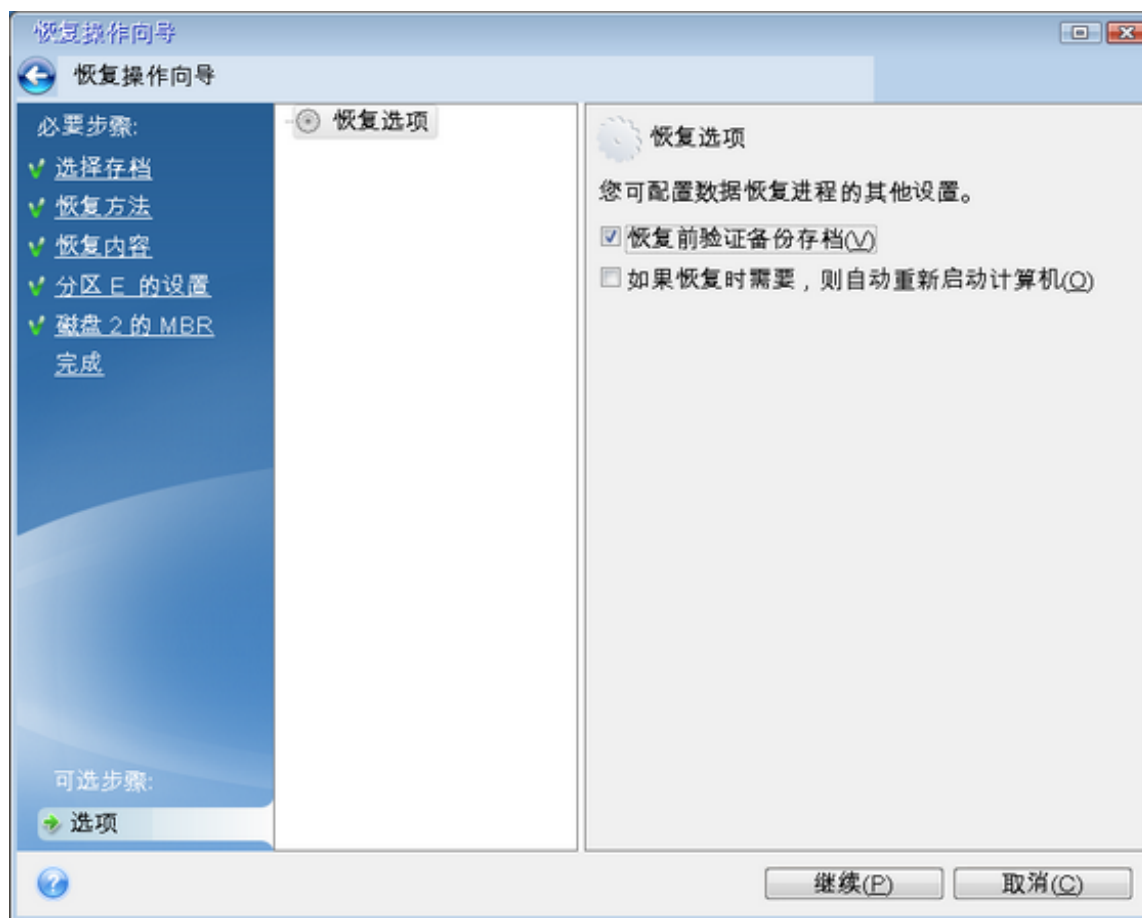 恢复操作向导
恢复操作向导
必要步骤:
选择存档
恢复方法
恢复内容
分区 E 的设置
磁盘 2 的 MBR
完成
可选步骤:
选项
恢复选项
恢复选项
您可配置数据恢复进程的其他设置。
恢复前验证备份存档(V)
如果恢复时需要，则自动重新启动计算机(O)
继续(P)
取消(C)